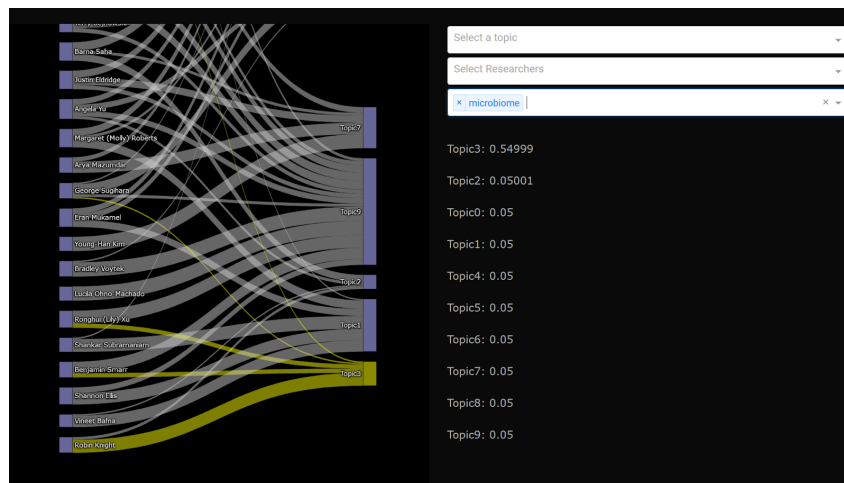 Barna Saha
Justin Eldridge
Angela Yu
Margaret (Molly) Roberts
Arya Mazumdar
George Sugihara
Eran Mukamel
Young-Han Kim
Bradley Voytek
Lucila Ohno-Machado
Ronghui (Lily) Xu
Shankar Subramaniam
Benjamin Smarr
Shannon Ellis
Vineet Bafna
Robin Knight
Topic7
Topic9
Topic2
Topic1
Topic3
Select a topic
Select Researchers
× microbiome ×
Topic3: 0.54999
Topic2: 0.05001
Topic0: 0.05
Topic1: 0.05
Topic4: 0.05
Topic5: 0.05
Topic6: 0.05
Topic7: 0.05
Topic8: 0.05
Topic9: 0.05